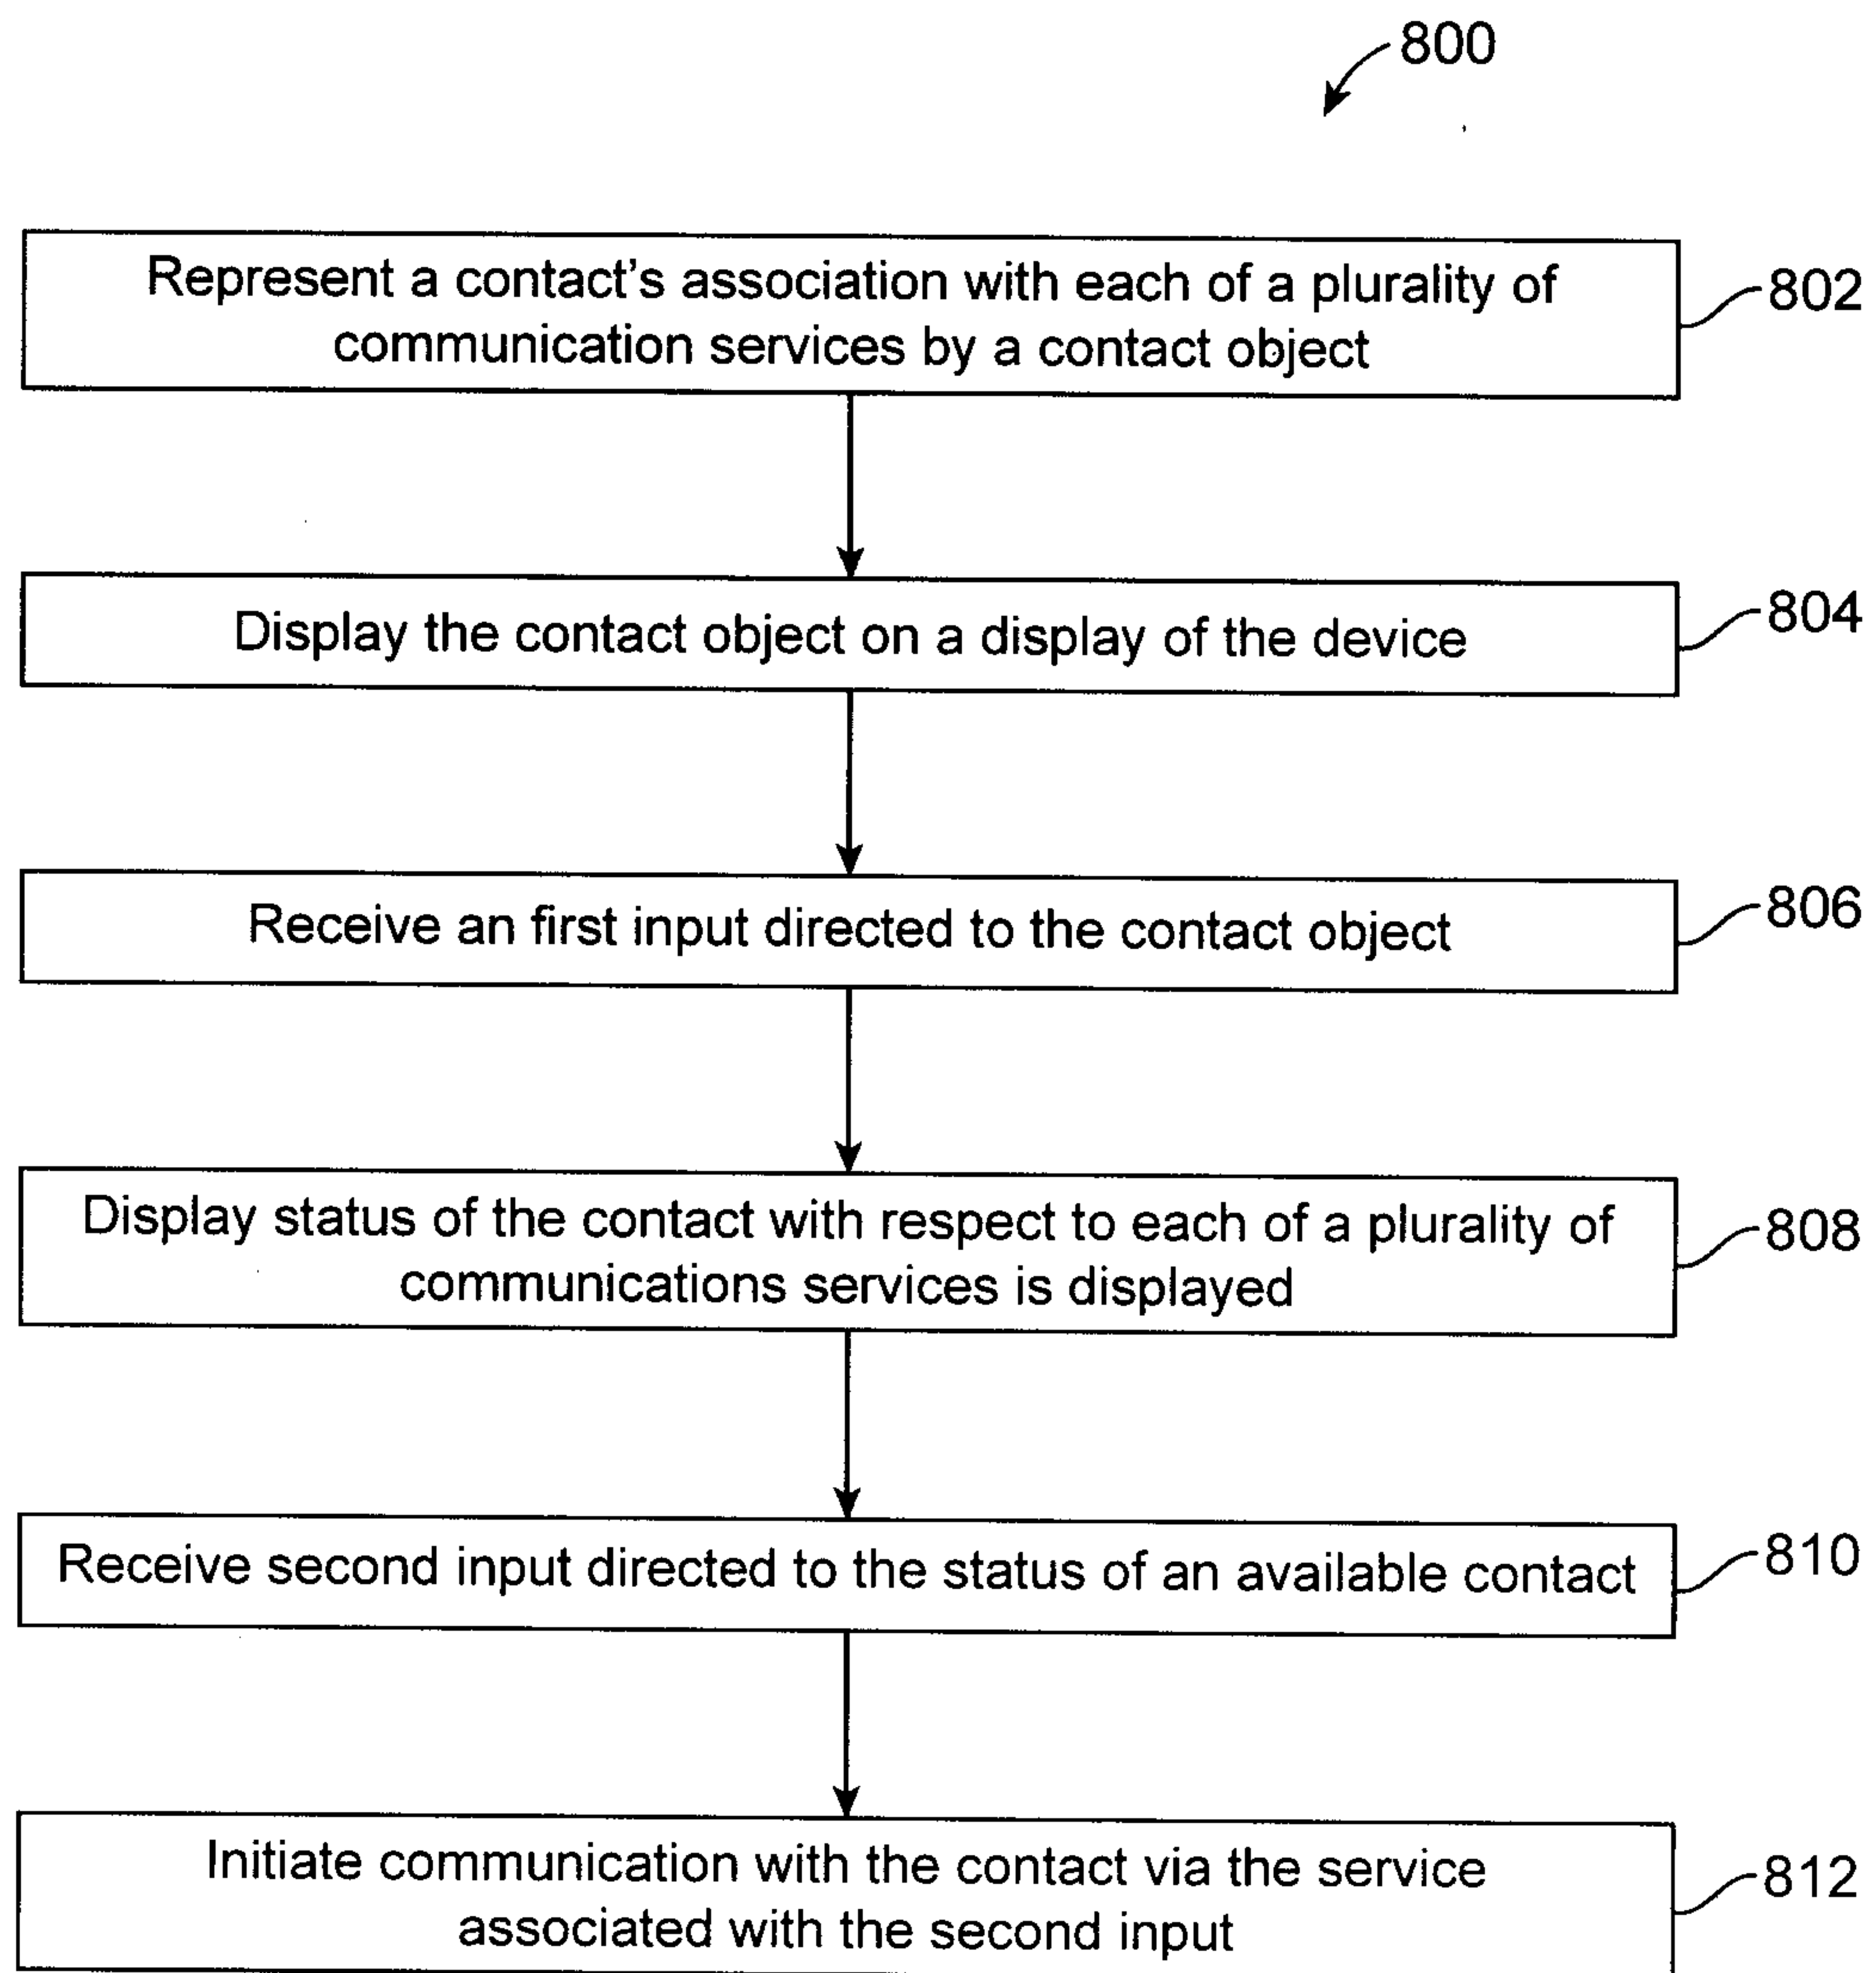 800
Represent a contact's association with each of a plurality of
communication services by a contact object
802
Display the contact object on a display of the device
804
Receive an first input directed to the contact object
806
Display status of the contact with respect to each of a plurality of
communications services is displayed
808
Receive second input directed to the status of an available contact
810
Initiate communication with the contact via the service
associated with the second input
812